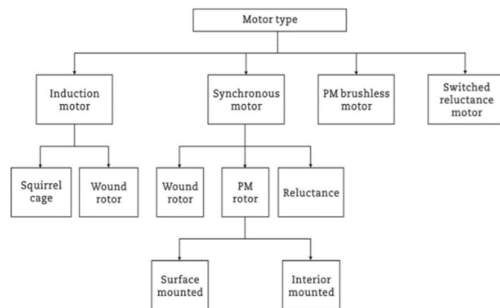 Motor type
Induction
motor
Synchronous
motor
PM brushless
motor
Switched
reluctance
motor
Squirrel
cage
Wound
rotor
Wound
rotor
PM
rotor
Reluctance
Surface
mounted
Interior
mounted